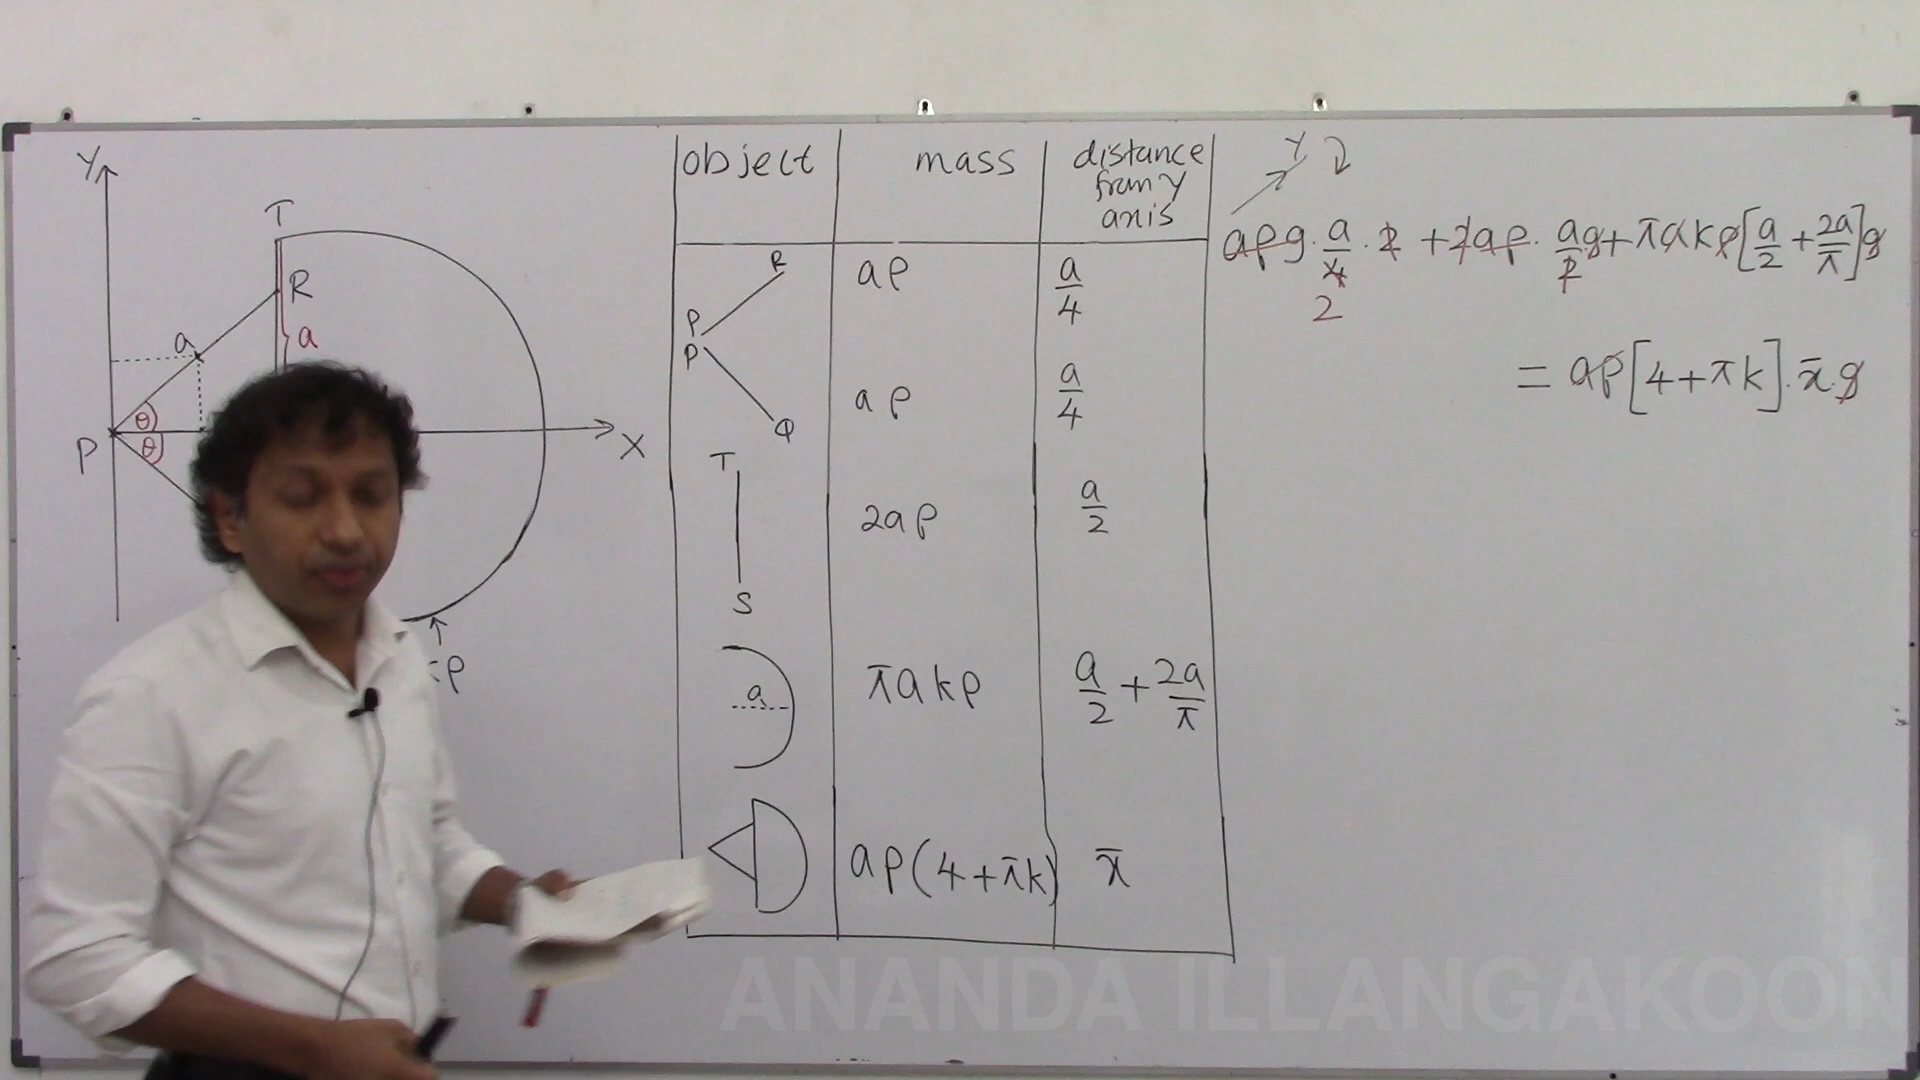 Y
T
R
a
a
θ
θ
P
X
kρ
object mass distance from Y axis
P R aρ a/4
P Q aρ a/4
T S 2aρ a/2
a πakρ a/2 + 2a/π
aρ(4+πk) x̄
Y
aρg · a/4 · 2 + 2aρ · a/2 g + πakρ[a/2 + 2a/π]g
2
= aρ[4+πk] · x̄ · g
ANANDA ILLANGAKOON